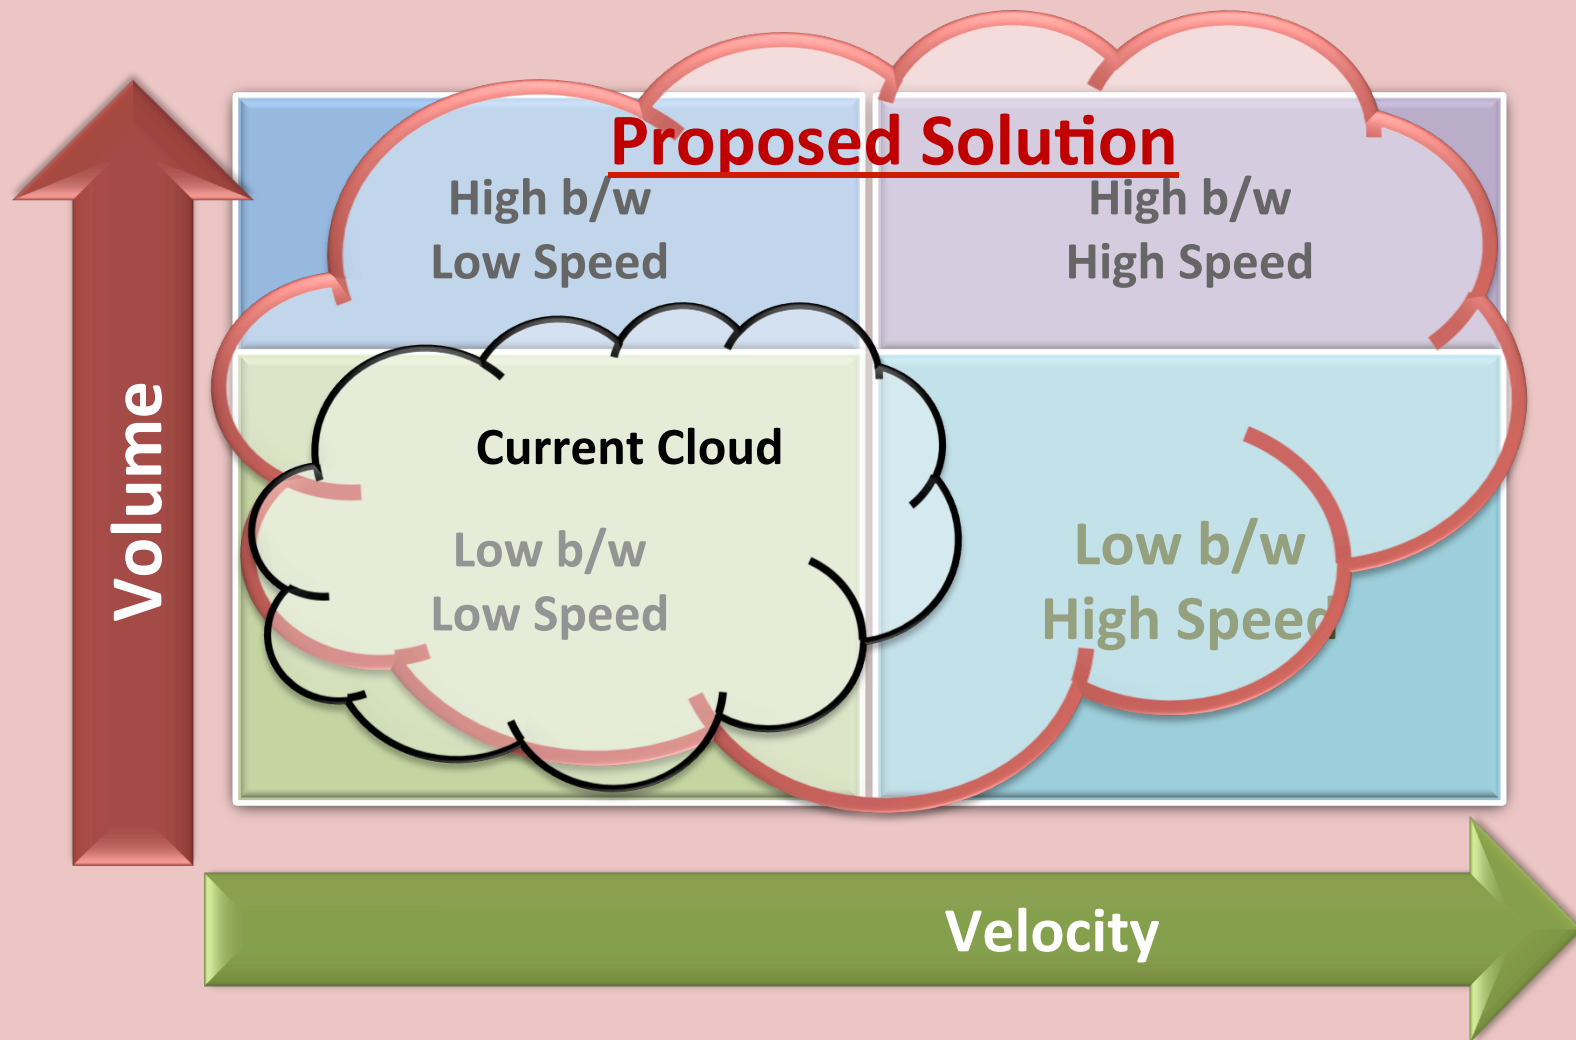 Proposed Solution
High b/w
Low Speed
High b/w
High Speed
Volume
Current Cloud
Low b/w
Low Speed
Low b/w
High Speed
Velocity